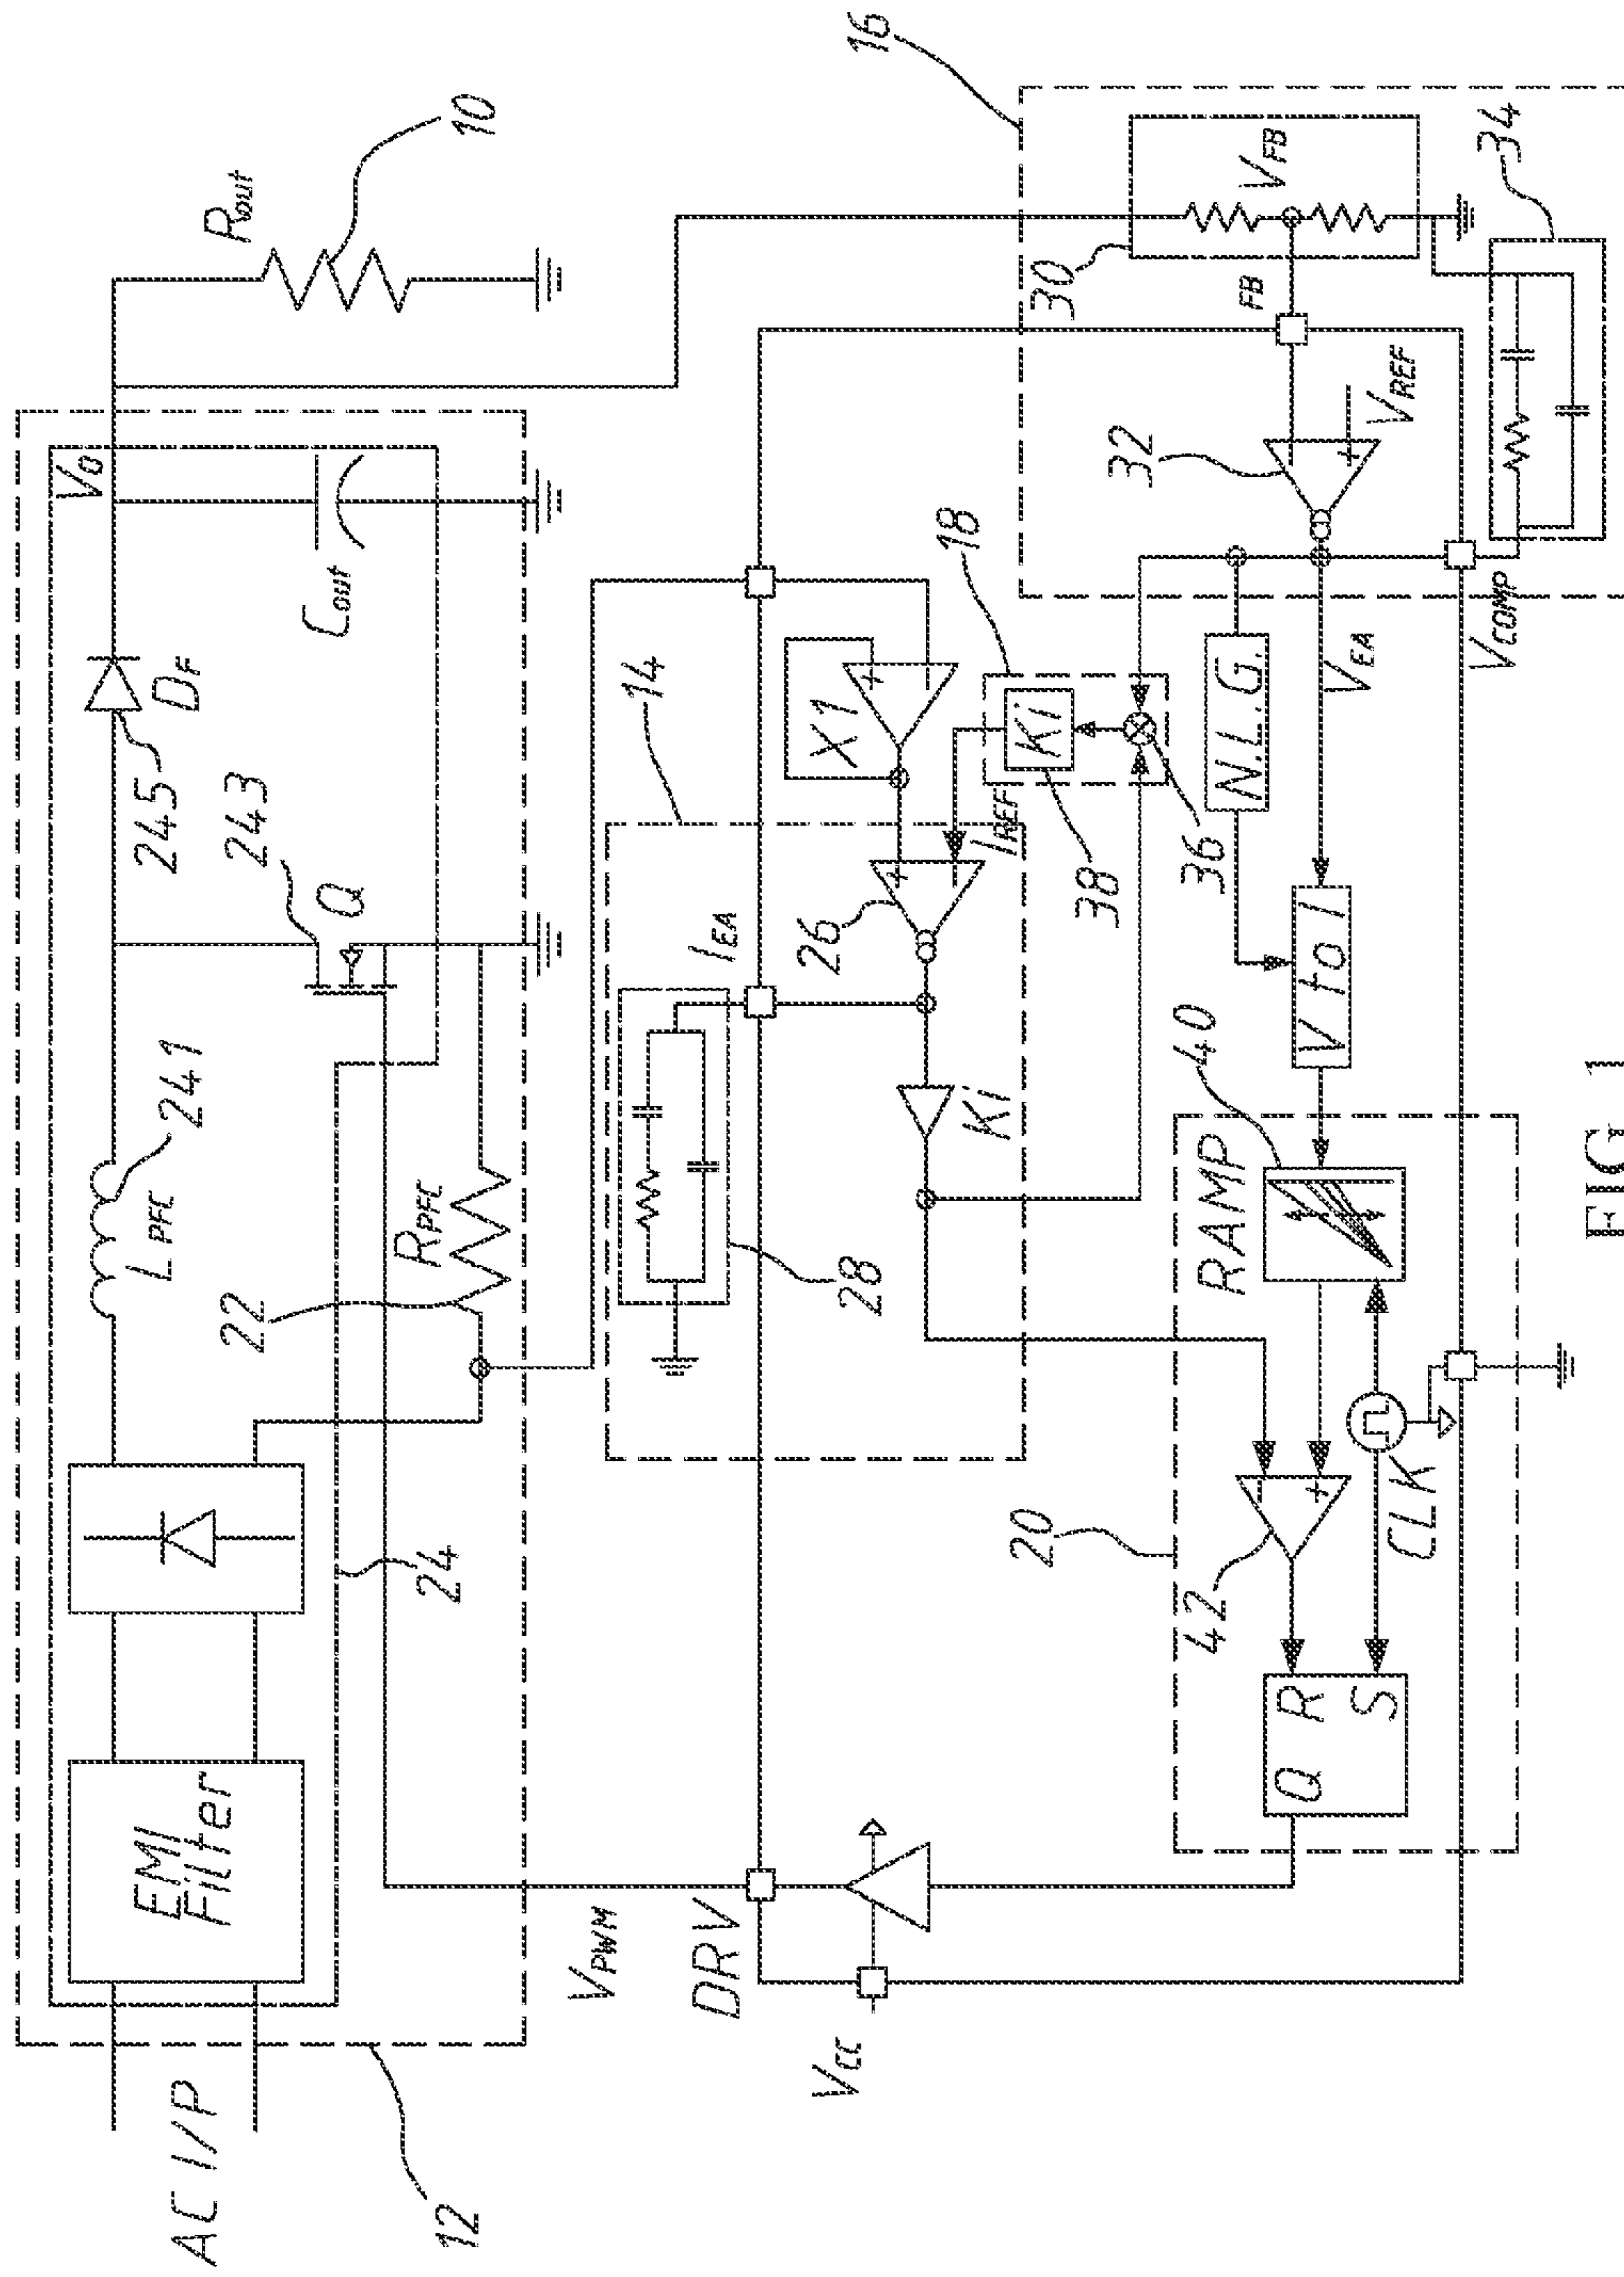 AC I/P
12
EMI
Filter
24
22
LPFC
241
RPFC
243
Q
245
DF
VO
Cout
Rout
10
VPWM
DRV
VCC
14
IEA
28
26
Ki
X1
18
Ki
IREF
38
36
16
30
VFB
FB
32
VREF
34
VCOMP
VEA
N.L.G.
V to I
40
RAMP
20
42
CLK
Q
R
S
FIG. 1